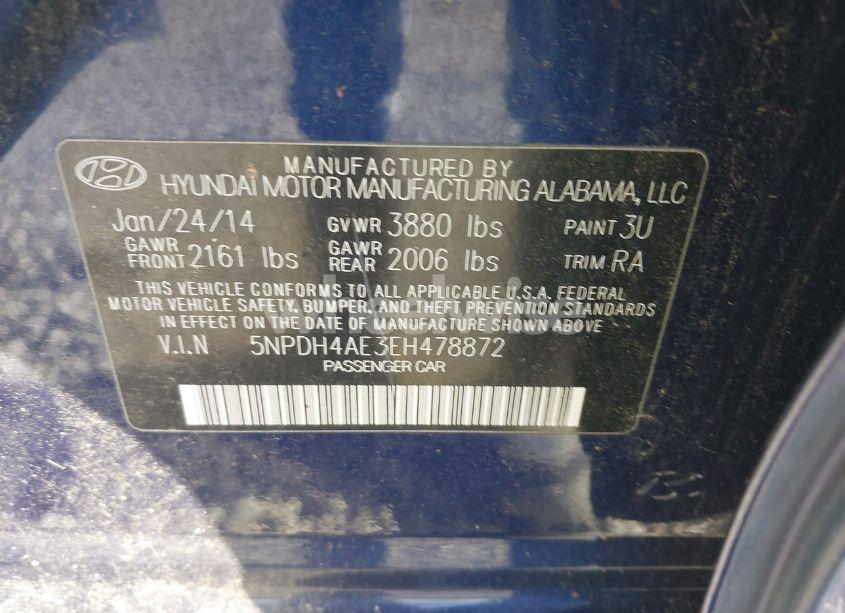 MANUFACTURED BY
HYUNDAI MOTOR MANUFACTURING ALABAMA, LLC
Jan/24/14 GVWR 3880 lbs PAINT 3U
GAWR FRONT 2161 lbs GAWR REAR 2006 lbs TRIM RA
THIS VEHICLE CONFORMS TO ALL APPLICABLE U.S.A. FEDERAL
MOTOR VEHICLE SAFETY, BUMPER, AND THEFT PREVENTION STANDARDS
IN EFFECT ON THE DATE OF MANUFACTURE SHOWN ABOVE
V.I.N 5NPDH4AE3EH478872
PASSENGER CAR